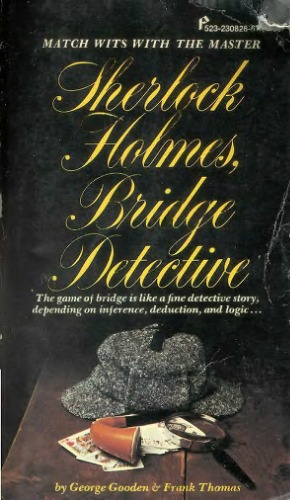 523-230828-
MATCH WITS WITH THE MASTER
Sherlock
Holmes,
Bridge
Detective
The game of bridge is like a fine detective story,
depending on inference, deduction, and logic...
by George Gooden & Frank Thomas